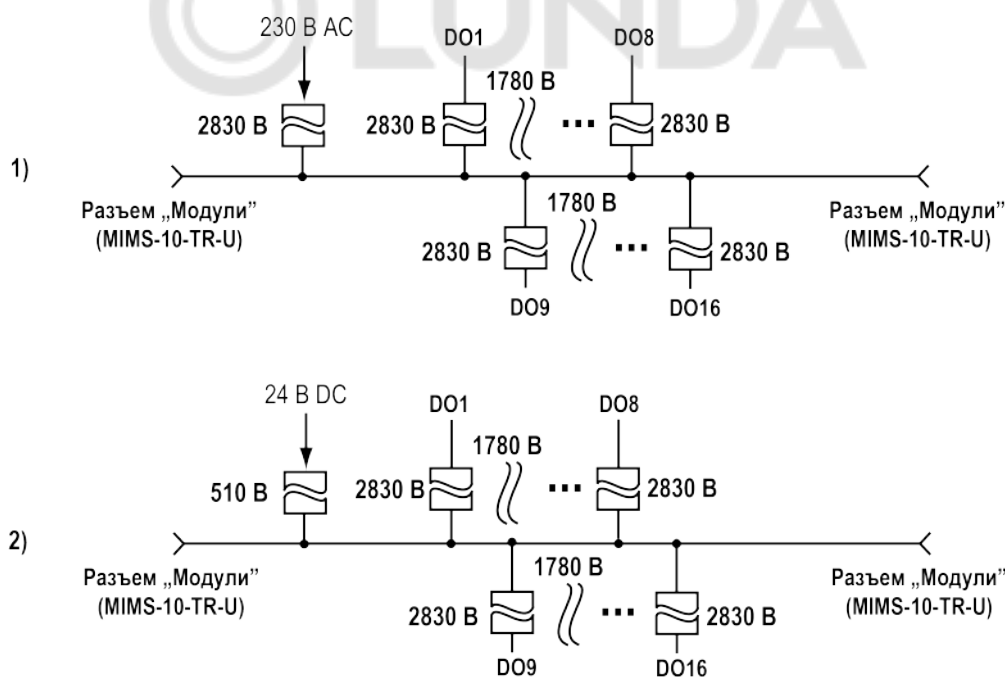 LUNDA
230 В AC
DO1
DO8
1780 В
2830 В
2830 В
...
2830 В
1)
Разъем „Модули”
(MIMS-10-TR-U)
1780 В
Разъем „Модули”
(MIMS-10-TR-U)
2830 В
...
2830 В
DO9
DO16
24 В DC
DO1
DO8
1780 В
510 В
2830 В
...
2830 В
2)
Разъем „Модули”
(MIMS-10-TR-U)
1780 В
Разъем „Модули”
(MIMS-10-TR-U)
2830 В
...
2830 В
DO9
DO16